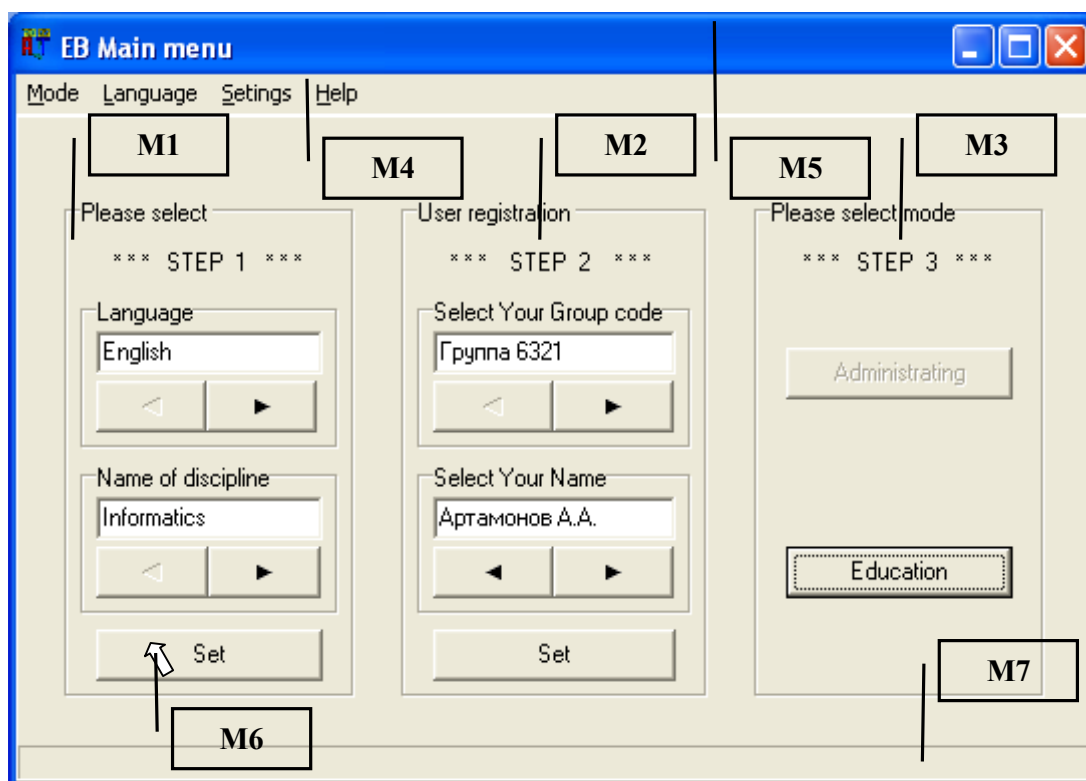 EB Main menu
Mode Language Setings Help
M1
M4
M2
M5
M3
Please select
*** STEP 1 ***
Language
English
Name of discipline
Informatics
Set
User registration
*** STEP 2 ***
Select Your Group code
Группа 6321
Select Your Name
Артамонов А.А.
Set
Please select mode
*** STEP 3 ***
Administrating
Education
M7
M6